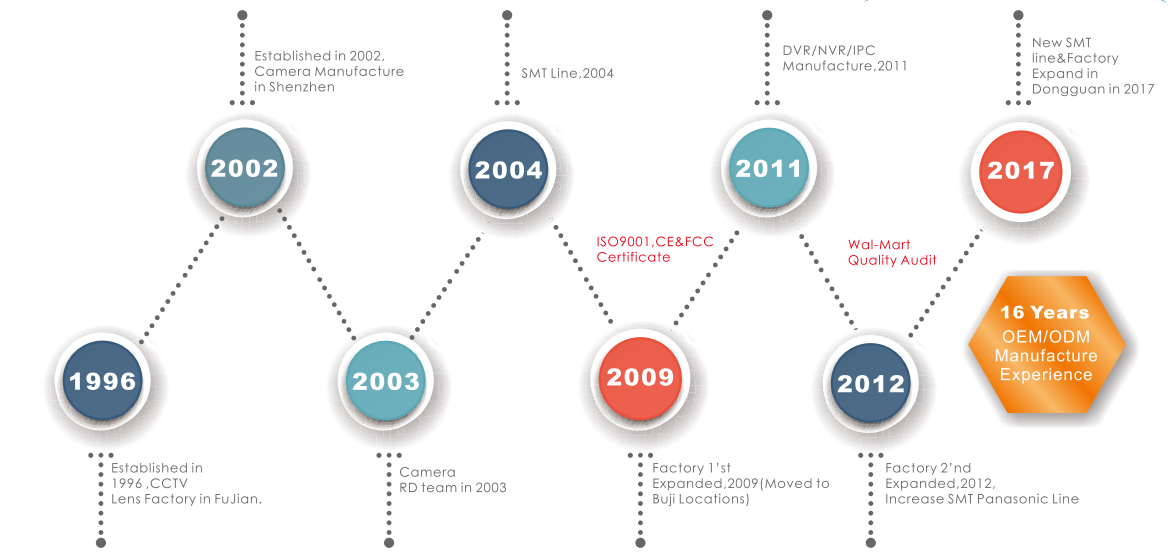 Established in 2002,
Camera Manufacture
in Shenzhen
SMT Line,2004
DVR/NVR/IPC
Manufacture,2011
New SMT
line&Factory
Expand in
Dongguan in 2017
2002
2004
2011
2017
ISO9001,CE&FCC
Certificate
Wal-Mart
Quality Audit
16 Years
OEM/ODM
Manufacture
Experience
1996
2003
2009
2012
Established in
1996 ,CCTV
Lens Factory in FuJian.
Camera
RD team in 2003
Factory 1'st
Expanded,2009(Moved to
Buji Locations)
Factory 2'nd
Expanded,2012,
Increase SMT Panasonic Line